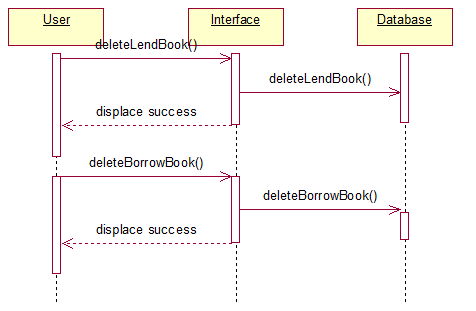 User
Interface
Database
deleteLendBook()
deleteLendBook()
displace success
deleteBorrowBook()
deleteBorrowBook()
displace success